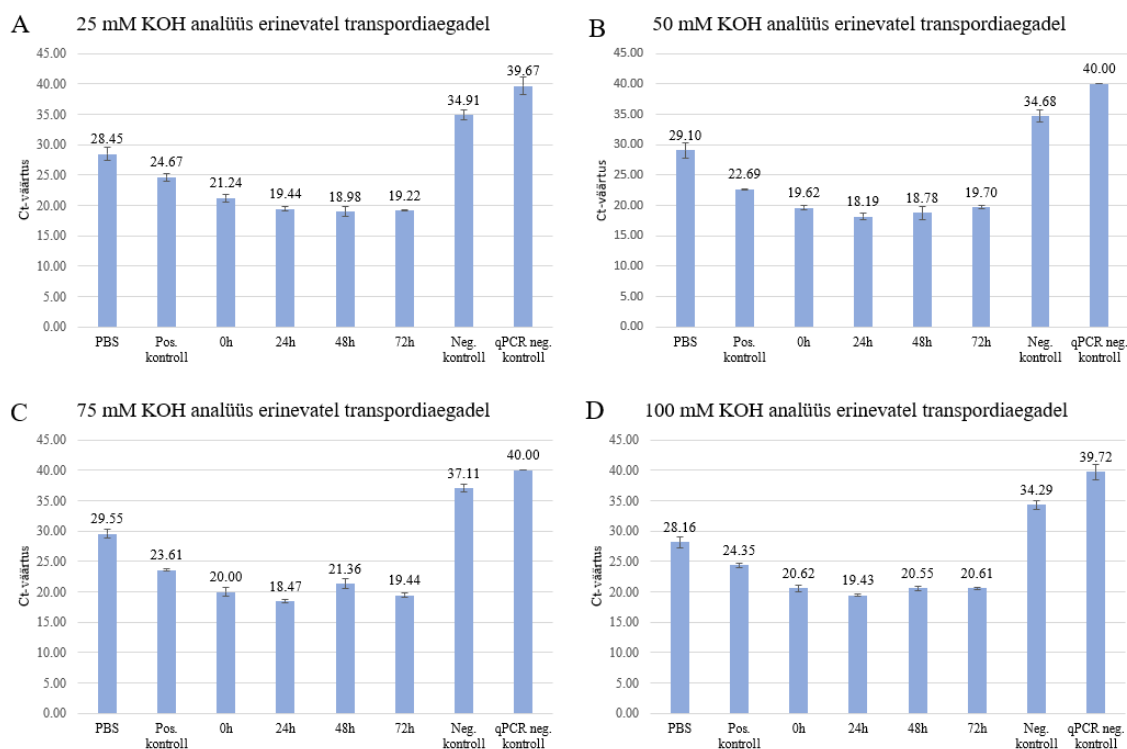 A
25 mM KOH analüüs erinevatel transpordiaegadel
45.00
40.00
35.00
30.00
25.00
20.00
15.00
10.00
5.00
0.00
Ct-väärtus
28.45
24.67
21.24
19.44
18.98
19.22
34.91
39.67
PBS
Pos. kontroll
0h
24h
48h
72h
Neg. kontroll
qPCR neg. kontroll
B
50 mM KOH analüüs erinevatel transpordiaegadel
45.00
40.00
35.00
30.00
25.00
20.00
15.00
10.00
5.00
0.00
Ct-väärtus
29.10
22.69
19.62
18.19
18.78
19.70
34.68
40.00
PBS
Pos. kontroll
0h
24h
48h
72h
Neg. kontroll
qPCR neg. kontroll
C
75 mM KOH analüüs erinevatel transpordiaegadel
45.00
40.00
35.00
30.00
25.00
20.00
15.00
10.00
5.00
0.00
Ct-väärtus
29.55
23.61
20.00
18.47
21.36
19.44
37.11
40.00
PBS
Pos. kontroll
0h
24h
48h
72h
Neg. kontroll
qPCR neg. kontroll
D
100 mM KOH analüüs erinevatel transpordiaegadel
45.00
40.00
35.00
30.00
25.00
20.00
15.00
10.00
5.00
0.00
Ct-väärtus
28.16
24.35
20.62
19.43
20.55
20.61
34.29
39.72
PBS
Pos. kontroll
0h
24h
48h
72h
Neg. kontroll
qPCR neg. kontroll